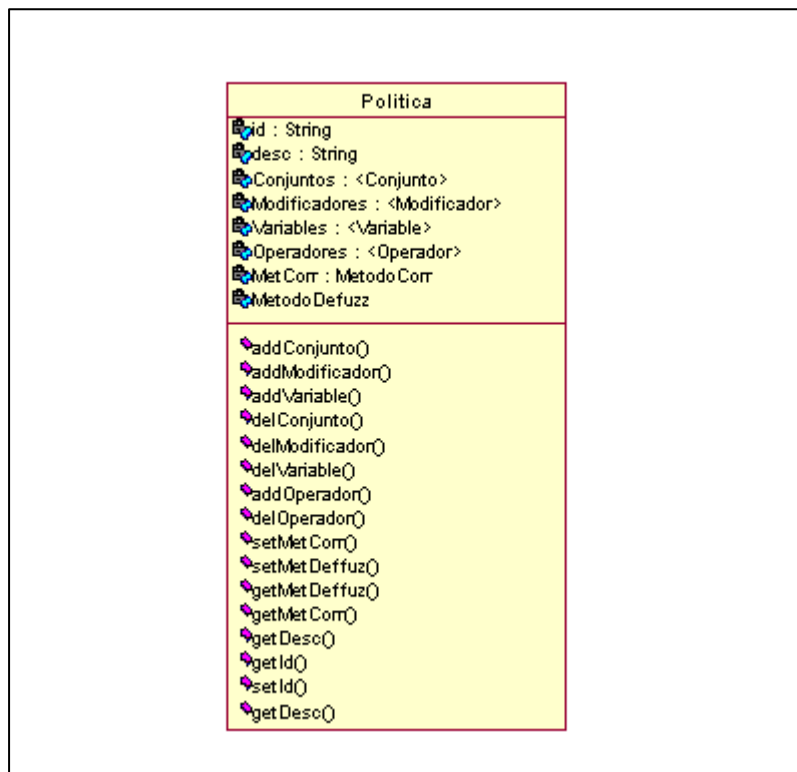 Politica
id : String
desc : String
Conjuntos : <Conjunto>
Modificadores : <Modificador>
Variables : <Variable>
Operadores : <Operador>
MetCorr : MetodoCorr
MetodoDefuzz
addConjunto()
addModificador()
addVariable()
delConjunto()
delModificador()
delVariable()
addOperador()
delOperador()
setMetCorr()
setMetDeffuz()
getMetDeffuz()
getMetCorr()
getDesc()
getId()
setId()
getDesc()